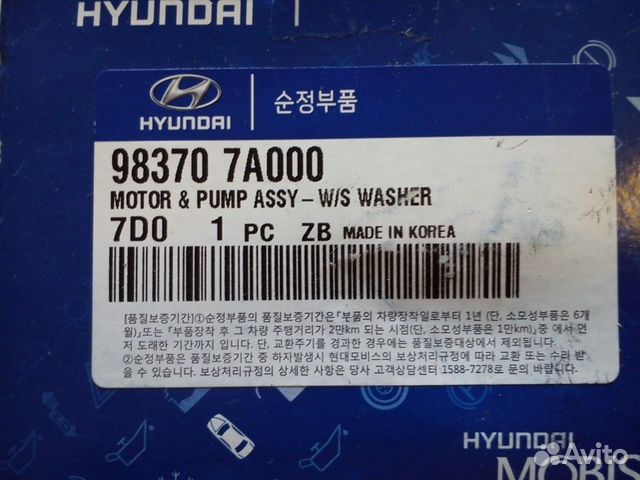 HYUNDAI
HYUNDAI 순정부품
98370 7A000
MOTOR & PUMP ASSY-W/S WASHER
7D0 1 PC ZB MADE IN KOREA
[품질보증기간]①순정부품의 품질보증기간은「부품의 차량장착일로부터 1년 (단, 소모성부품은 6개
월)」또는「부품장착 후 그 차량 주행거리가 2만km 되는 시점(단, 소모성부품은 1만km)」중 에서 먼
저 도래한 기간까지 입니다. 단, 교환주기를 경과한 경우에는 품질보증대상에서 제외됩니다.
②순정부품은 품질보증기간 중 하자발생시 현대모비스의 보상처리규정에 따라 교환 또는 수리 받
을 수 있습니다. 보상처리규정의 상세한 사항은 당사 고객상담센터 1588-7278로 문의 바랍니다.
HYUNDAI
MOBIS
Avito